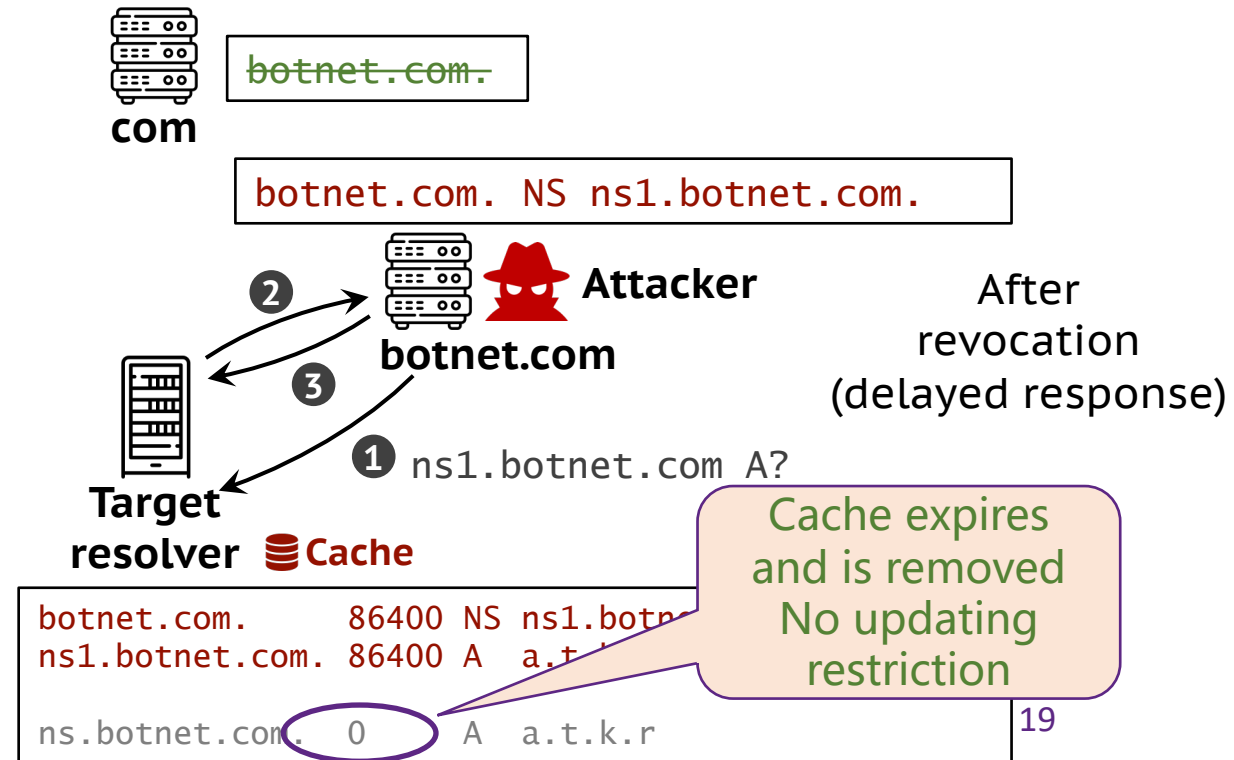 botnet.com.
com
botnet.com. NS ns1.botnet.com.
2
Attacker
After
revocation
(delayed response)
botnet.com
3
1 ns1.botnet.com A?
Target
resolver Cache
Cache expires
and is removed
No updating
restriction
botnet.com. 86400 NS
ns1.botnet.com. 86400 A
ns.botnet.com. 0 A a.t.k.r
19